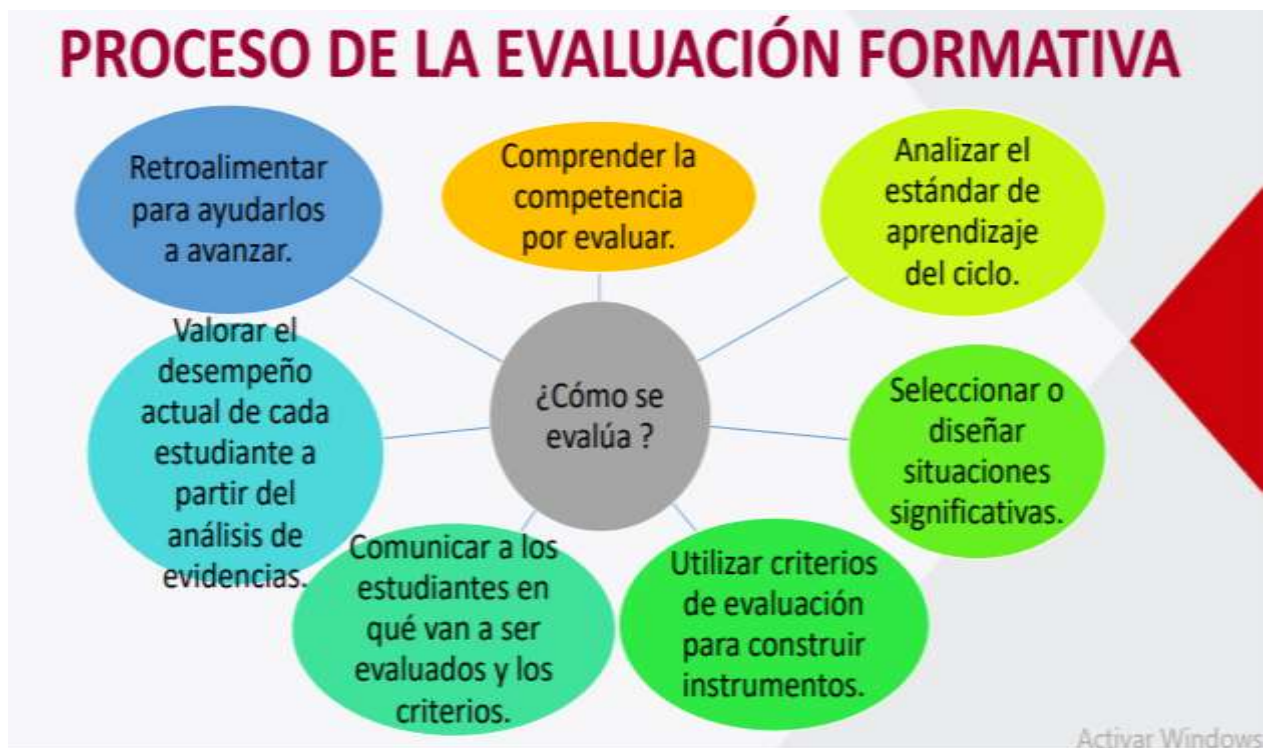 PROCESO DE LA EVALUACIÓN FORMATIVA
Comprender la
competencia
por evaluar.
Analizar el
estándar de
aprendizaje
del ciclo.
Seleccionar o
diseñar
situaciones
significativas.
Utilizar criterios
de evaluación
para construir
instrumentos.
Comunicar a los
estudiantes en
qué van a ser
evaluados y los
criterios.
Valorar el
desempeño
actual de cada
estudiante a
partir del
análisis de
evidencias.
Retroalimentar
para ayudarlos
a avanzar.
¿Cómo se
evalúa ?
Activar Windows